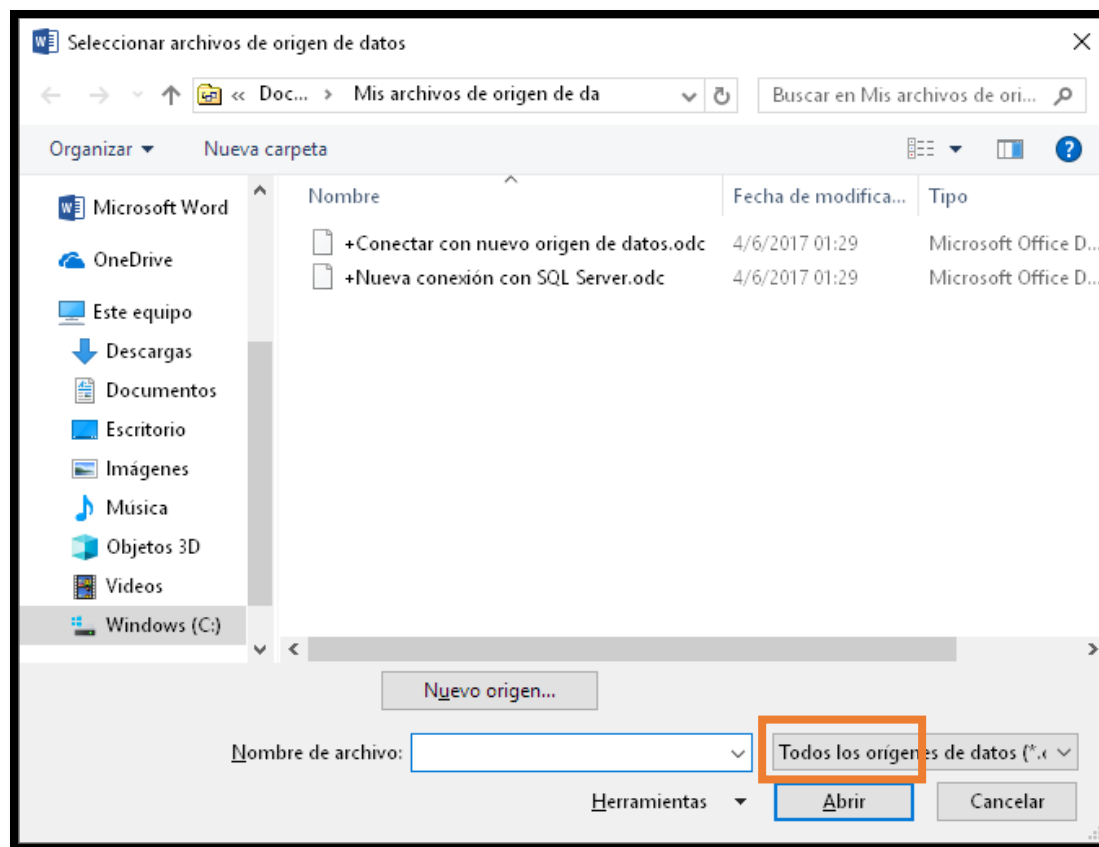 Seleccionar archivos de origen de datos
« Doc... › Mis archivos de origen de da
Buscar en Mis archivos de ori...
Organizar
Nueva carpeta
Microsoft Word
OneDrive
Este equipo
Descargas
Documentos
Escritorio
Imágenes
Música
Objetos 3D
Videos
Windows (C:)
Nombre Fecha de modifica... Tipo
+Conectar con nuevo origen de datos.odc 4/6/2017 01:29 Microsoft Office D...
+Nueva conexión con SQL Server.odc 4/6/2017 01:29 Microsoft Office D...
Nuevo origen...
Nombre de archivo:
Todos los orígenes de datos (*.
Herramientas
Abrir
Cancelar